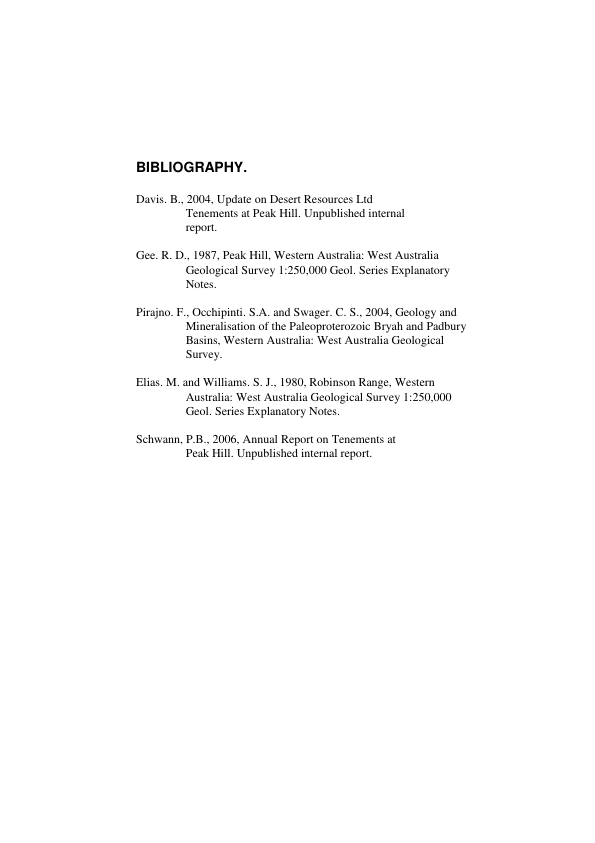 BIBLIOGRAPHY.
Davis. B., 2004, Update on Desert Resources Ltd
Tenements at Peak Hill. Unpublished internal
report.
Gee. R. D., 1987, Peak Hill, Western Australia: West Australia
Geological Survey 1:250,000 Geol. Series Explanatory
Notes.
Pirajno. F., Occhipinti. S.A. and Swager. C. S., 2004, Geology and
Mineralisation of the Paleoproterozoic Bryah and Padbury
Basins, Western Australia: West Australia Geological
Survey.
Elias. M. and Williams. S. J., 1980, Robinson Range, Western
Australia: West Australia Geological Survey 1:250,000
Geol. Series Explanatory Notes.
Schwann, P.B., 2006, Annual Report on Tenements at
Peak Hill. Unpublished internal report.